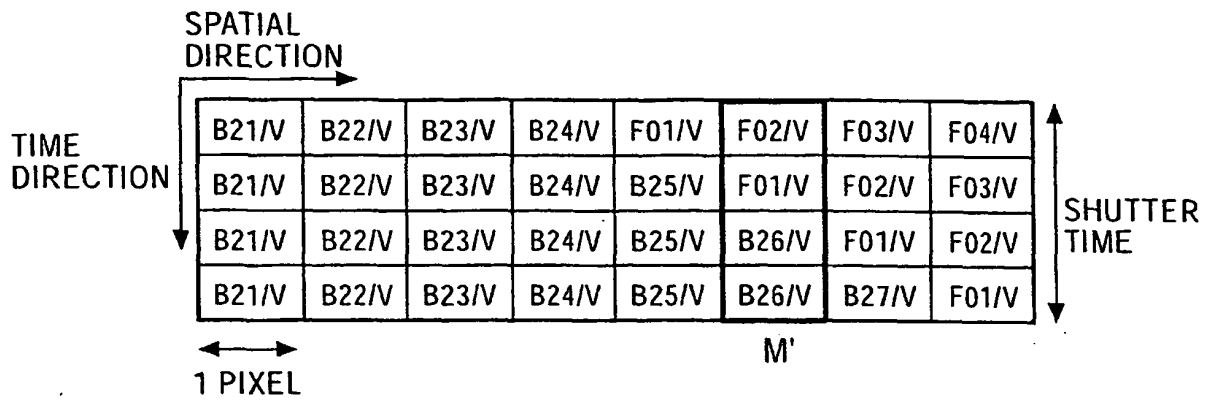 SPATIAL
DIRECTION
TIME
DIRECTION
B21/V B22/V B23/V B24/V F01/V F02/V F03/V F04/V
B21/V B22/V B23/V B24/V B25/V F01/V F02/V F03/V
B21/V B22/V B23/V B24/V B25/V B26/V F01/V F02/V
B21/V B22/V B23/V B24/V B25/V B26/V B27/V F01/V
SHUTTER
TIME
M'
1 PIXEL